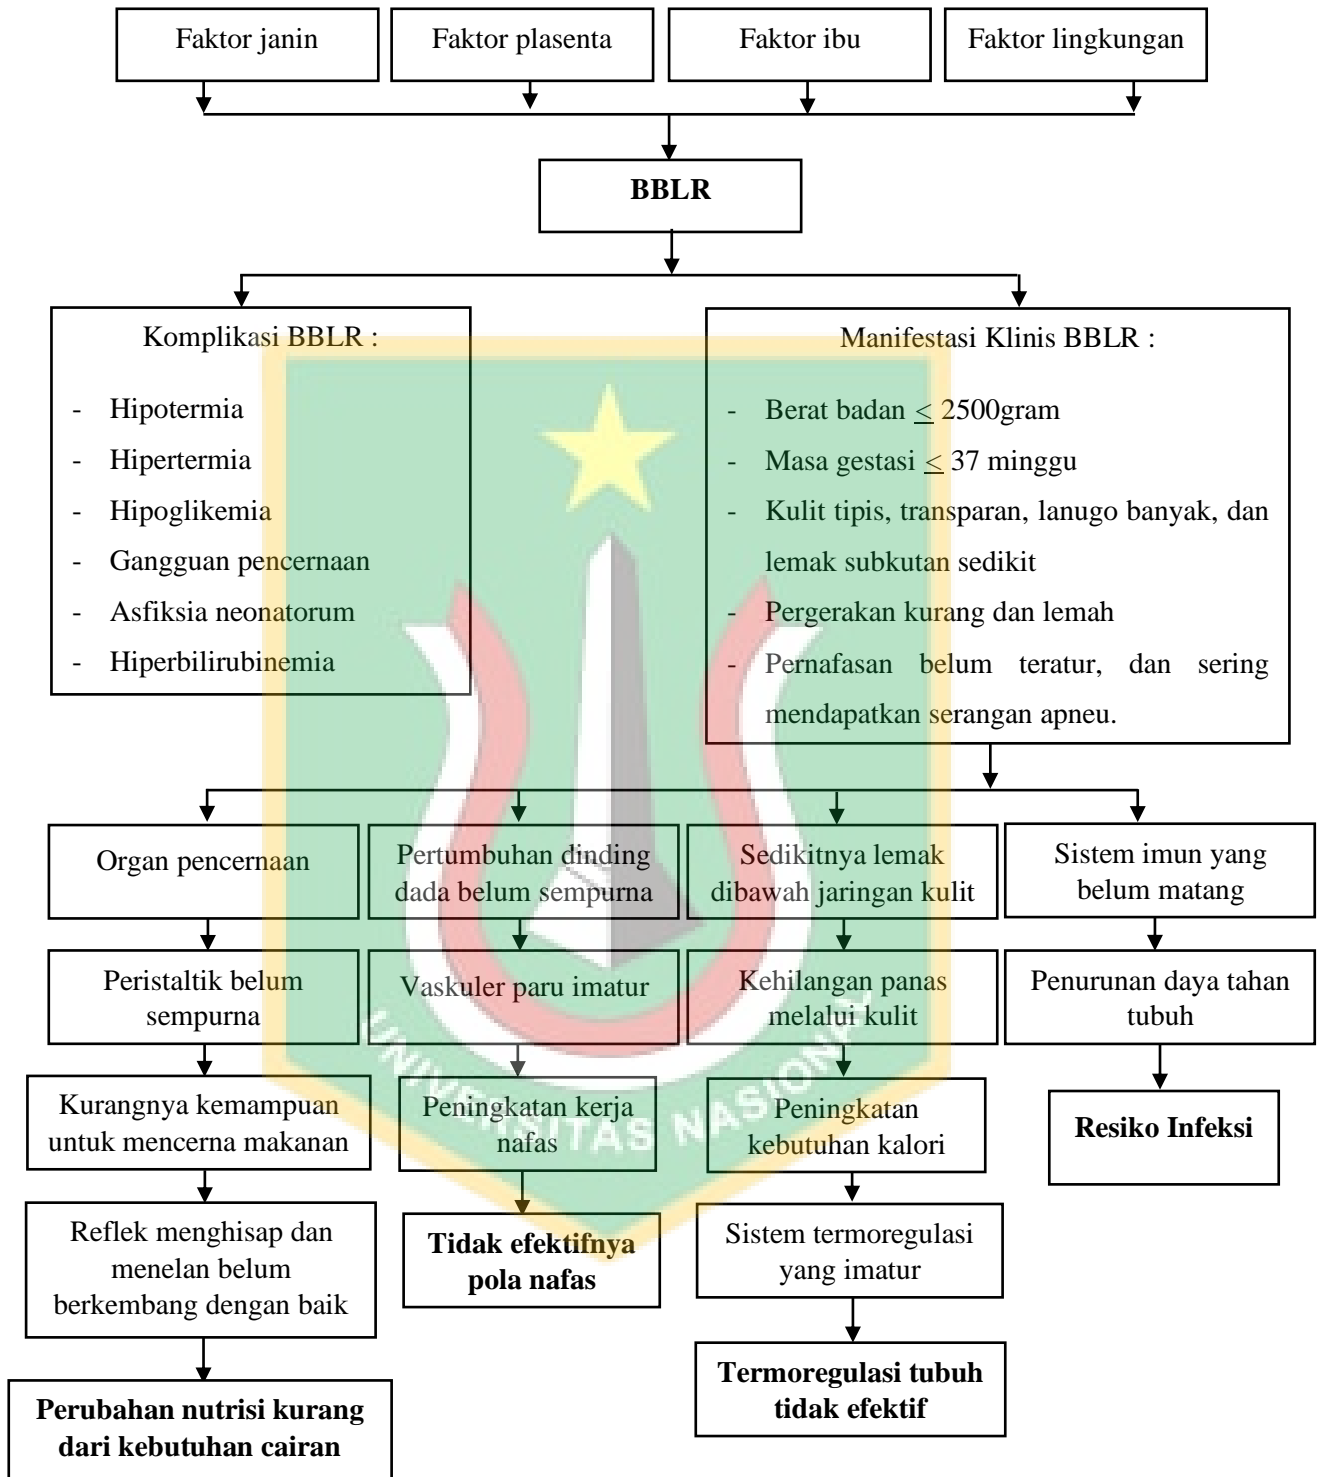 Faktor janin
Faktor plasenta
Faktor ibu
Faktor lingkungan
BBLR
Komplikasi BBLR :
- Hipotermia
- Hipertermia
- Hipoglikemia
- Gangguan pencernaan
- Asfiksia neonatorum
- Hiperbilirubinemia
Manifestasi Klinis BBLR :
- Berat badan ≤ 2500gram
- Masa gestasi ≤ 37 minggu
- Kulit tipis, transparan, lanugo banyak, dan
lemak subkutan sedikit
- Pergerakan kurang dan lemah
- Pernafasan belum teratur, dan sering
mendapatkan serangan apneu.
Organ pencernaan
Pertumbuhan dinding
dada belum sempurna
Sedikitnya lemak
dibawah jaringan kulit
Sistem imun yang
belum matang
Peristaltik belum
sempurna
Vaskuler paru imatur
Kehilangan panas
melalui kulit
Penurunan daya tahan
tubuh
Kurangnya kemampuan
untuk mencerna makanan
Peningkatan kerja
nafas
Peningkatan
kebutuhan kalori
Resiko Infeksi
Reflek menghisap dan
menelan belum
berkembang dengan baik
Tidak efektifnya
pola nafas
Sistem termoregulasi
yang imatur
Perubahan nutrisi kurang
dari kebutuhan cairan
Termoregulasi tubuh
tidak efektif
UNIVERSITAS NASIONAL